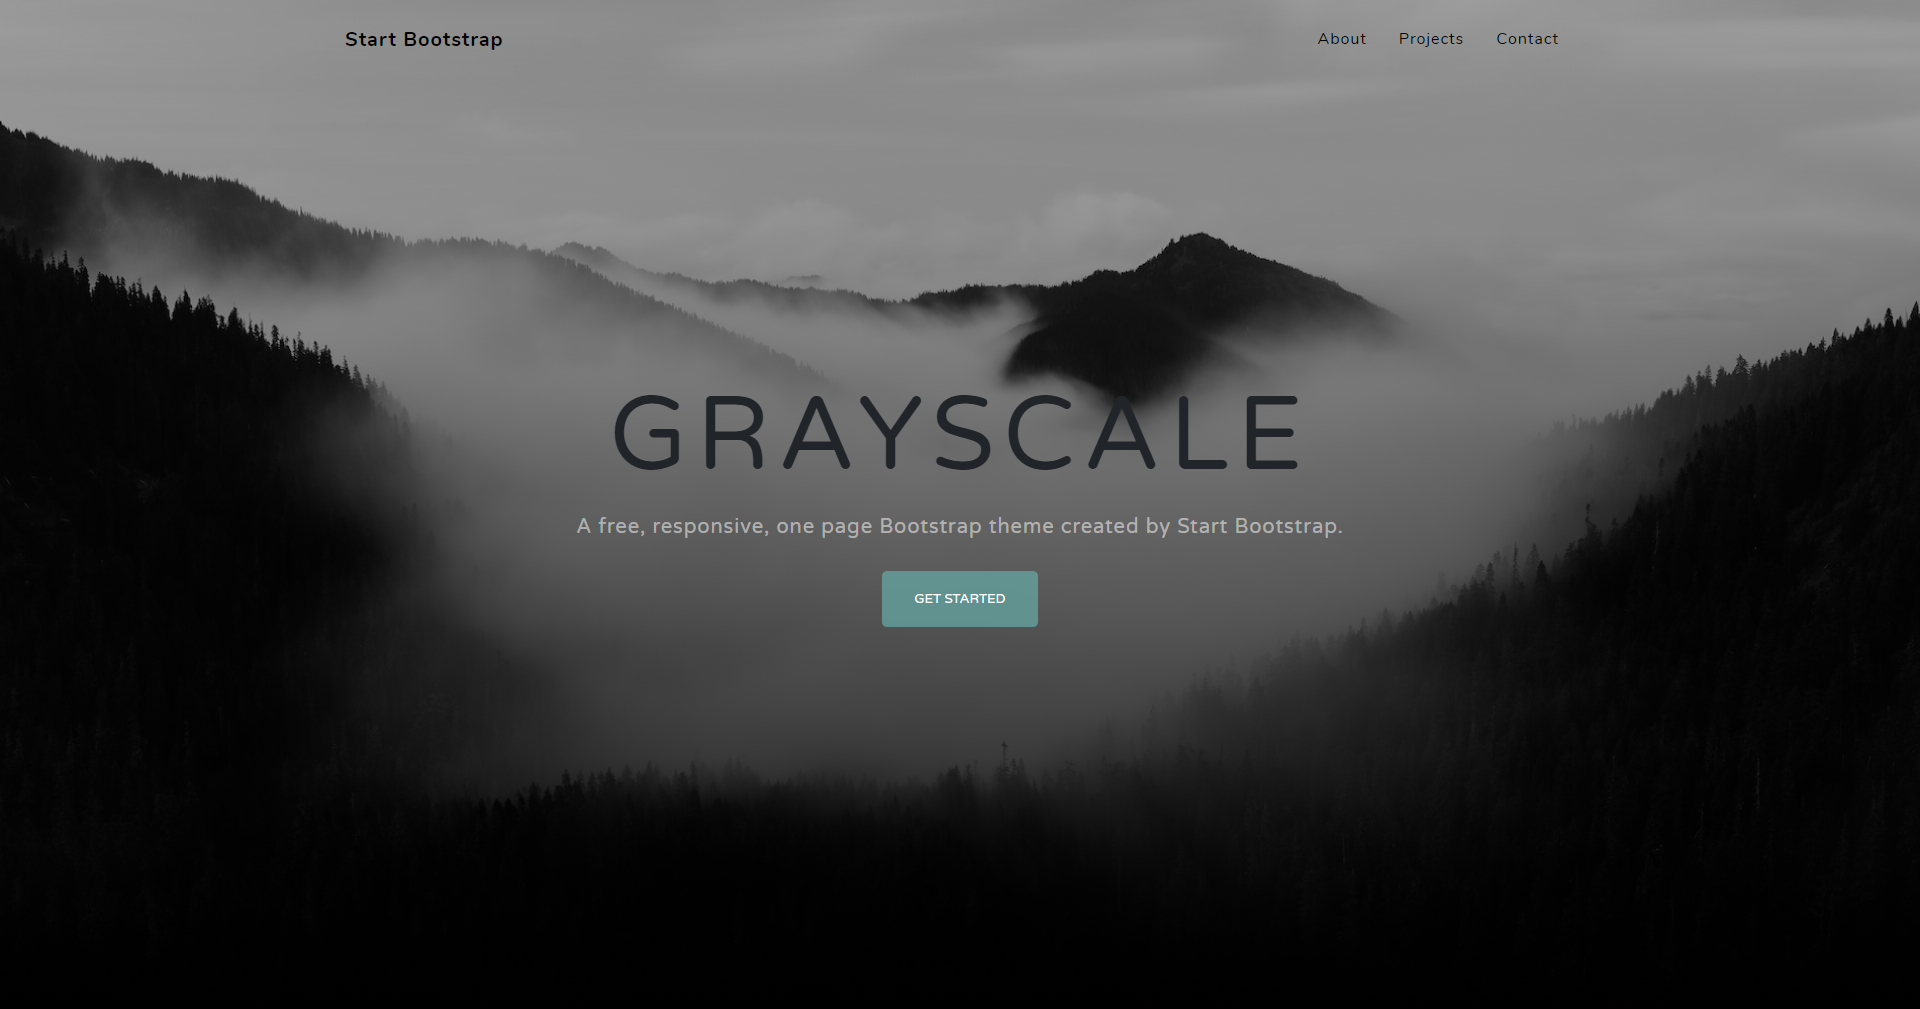 Start Bootstrap
About Projects Contact
GRAYSCALE
A free, responsive, one page Bootstrap theme created by Start Bootstrap.
GET STARTED